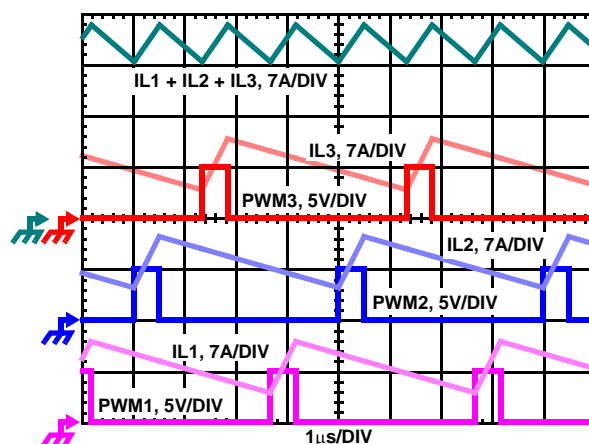 IL1 + IL2 + IL3, 7A/DIV
IL3, 7A/DIV
PWM3, 5V/DIV
IL2, 7A/DIV
PWM2, 5V/DIV
IL1, 7A/DIV
PWM1, 5V/DIV
1μs/DIV